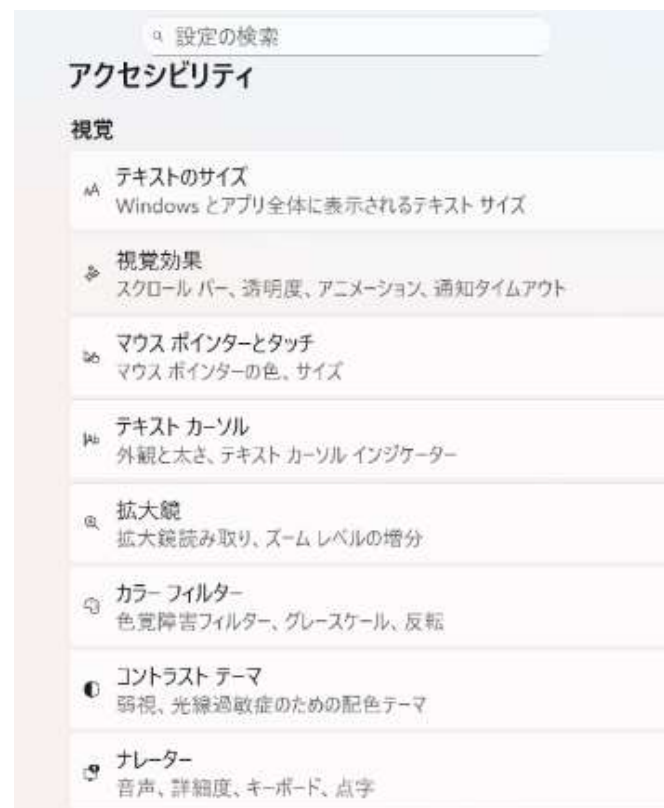 設定の検索
アクセシビリティ
視覚
テキストのサイズ
Windows とアプリ全体に表示されるテキスト サイズ
視覚効果
スクロール バー、透明度、アニメーション、通知タイムアウト
マウス ポインターとタッチ
マウス ポインターの色、サイズ
テキスト カーソル
外観と太さ、テキスト カーソル インジケーター
拡大鏡
拡大鏡読み取り、ズーム レベルの増分
カラー フィルター
色覚障害フィルター、グレースケール、反転
コントラスト テーマ
弱視、光線過敏症のための配色テーマ
ナレーター
音声、詳細度、キーボード、点字